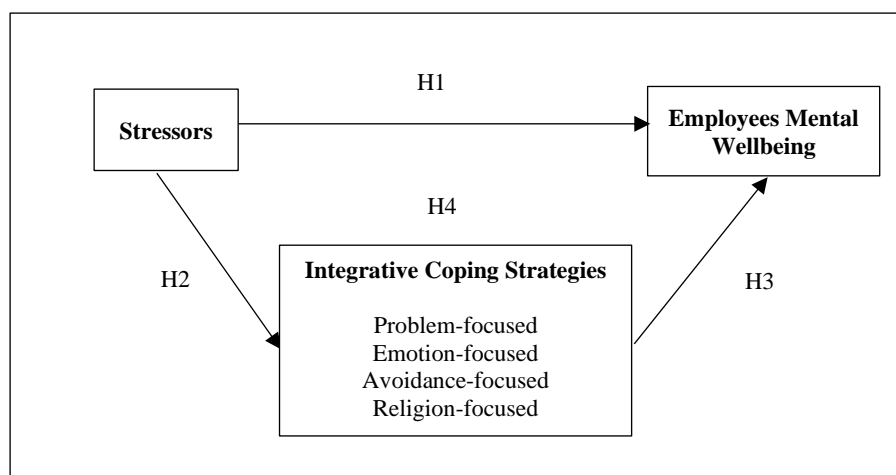 H1
Stressors
Employees Mental
Wellbeing
H4
H2
Integrative Coping Strategies
Problem-focused
Emotion-focused
Avoidance-focused
Religion-focused
H3